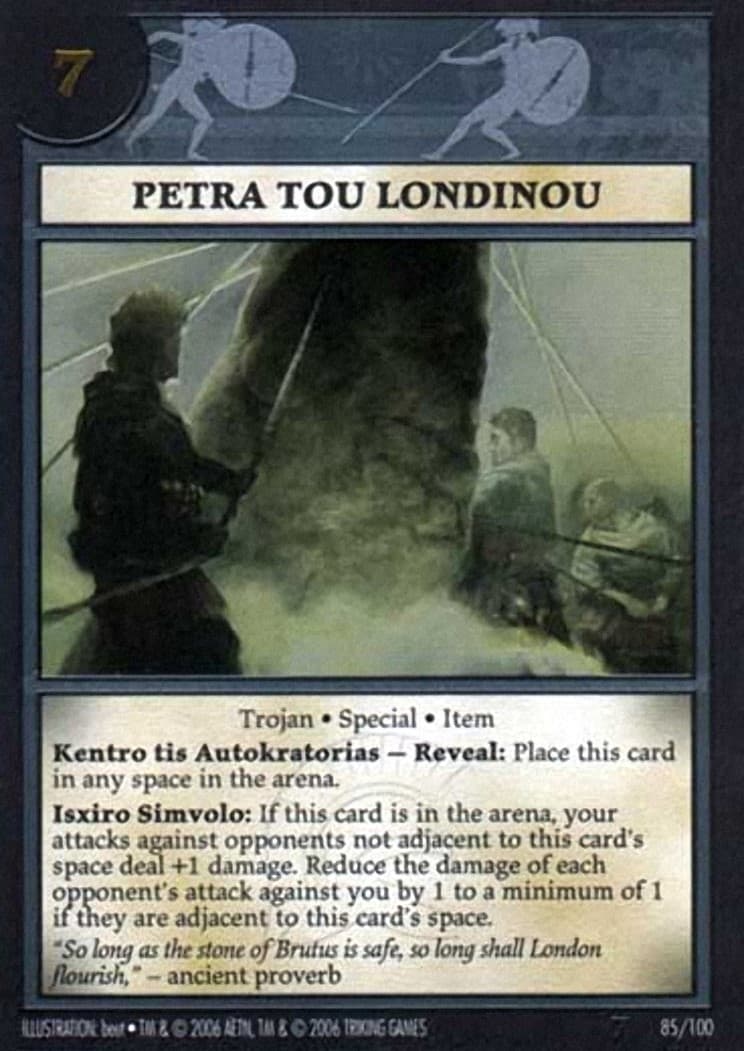 7
PETRA TOU LONDINOU
Trojan • Special • Item
Kentro tis Autokratorias – Reveal: Place this card
in any space in the arena.
Isxiro Simvolo: If this card is in the arena, your
attacks against opponents not adjacent to this card's
space deal +1 damage. Reduce the damage of each
opponent's attack against you by 1 to a minimum of 1
if they are adjacent to this card's space.
"So long as the stone of Brutus is safe, so long shall London
flourish," – ancient proverb
ILLUSTRATION: best • TM & © 2006 AETN, TM & © 2006 TRIKING GAMES
85/100